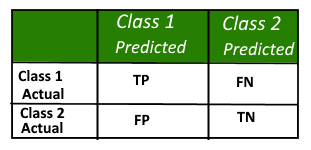 Class 1 Class 2
Predicted Predicted
Class 1 TP FN
Actual
Class 2 FP TN
Actual